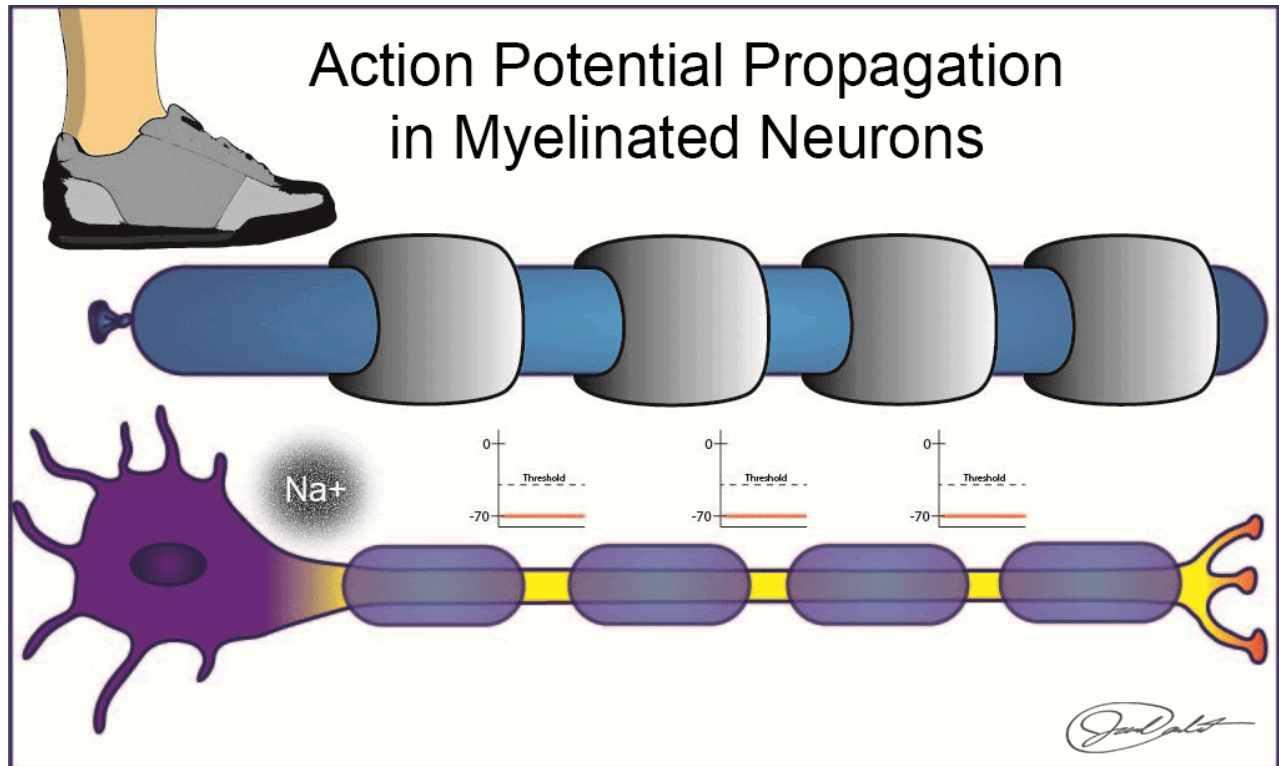 Action Potential Propagation
in Myelinated Neurons
Na+
0
Threshold
-70
0
Threshold
-70
0
Threshold
-70